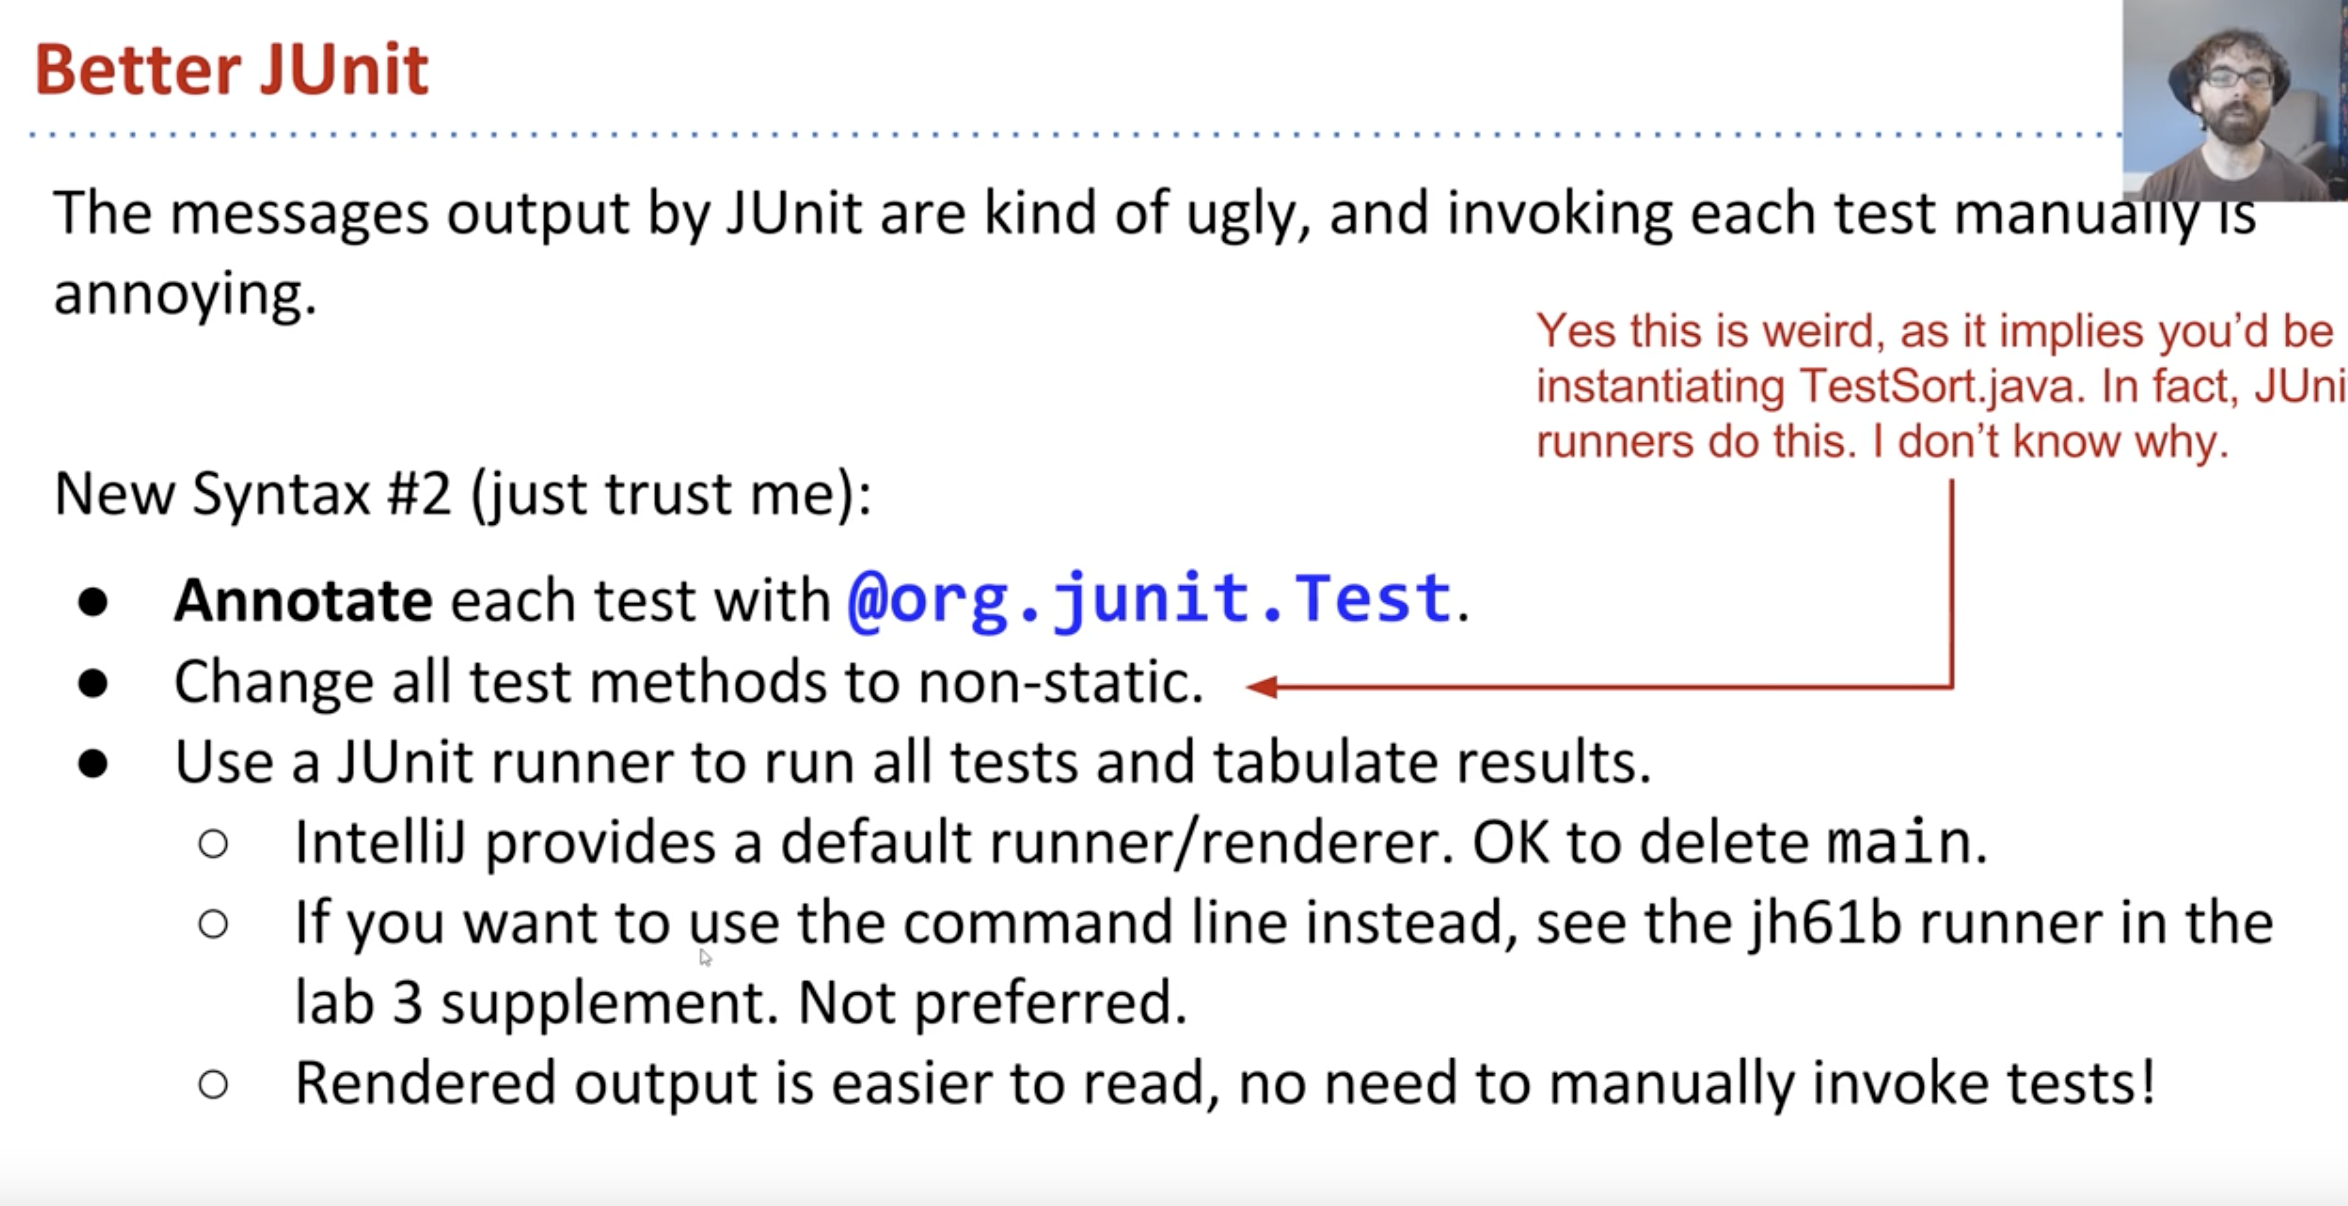 Better JUnit
The messages output by JUnit are kind of ugly, and invoking each test manually is
annoying.
Yes this is weird, as it implies you’d be
instantiating TestSort.java. In fact, JUni
runners do this. I don’t know why.
New Syntax #2 (just trust me):
● Annotate each test with @org.junit.Test.
● Change all test methods to non-static.
● Use a JUnit runner to run all tests and tabulate results.
○ IntelliJ provides a default runner/renderer. OK to delete main.
○ If you want to use the command line instead, see the jh61b runner in the
lab 3 supplement. Not preferred.
○ Rendered output is easier to read, no need to manually invoke tests!